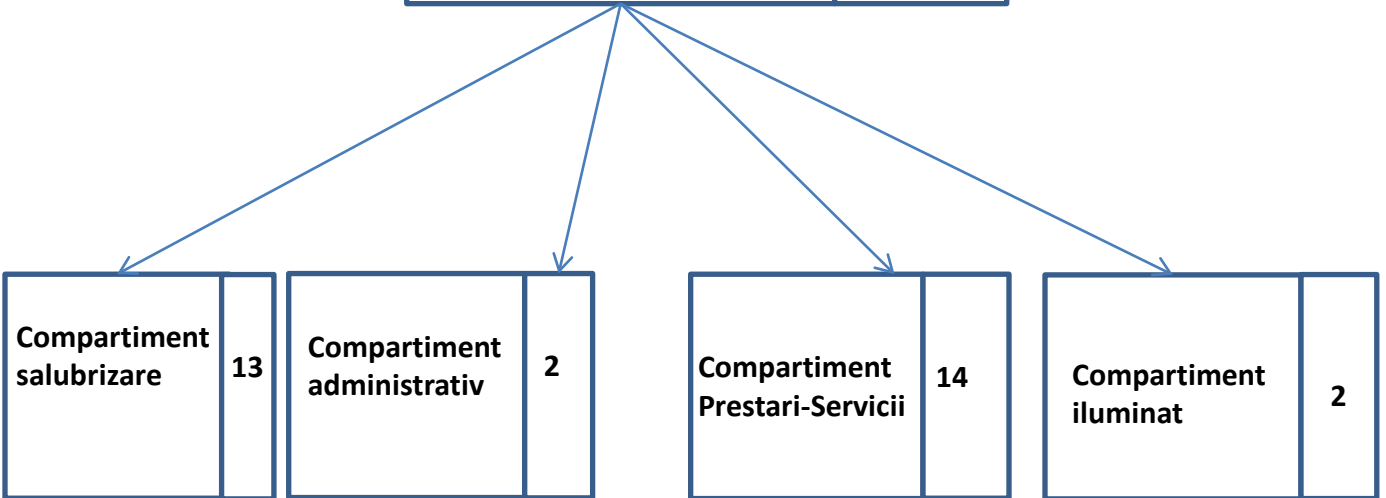 Compartiment
salubrizare
13
Compartiment
administrativ
2
Compartiment
Prestari-Servicii
14
Compartiment
iluminat
2